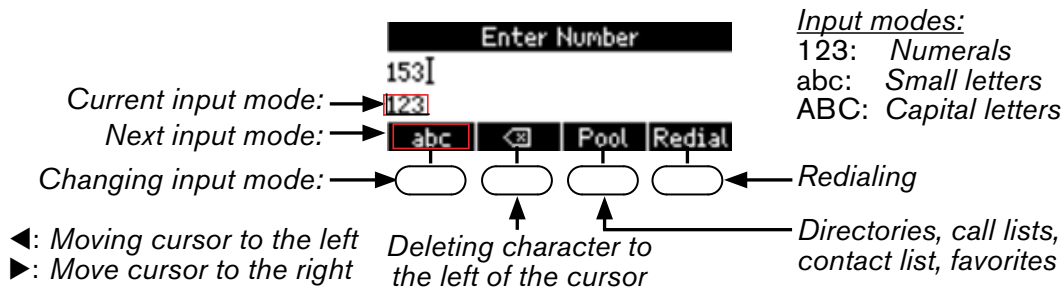 Enter Number
153
123
abc ⌫ Pool Redial
Current input mode:
Next input mode:
Changing input mode:
◀: Moving cursor to the left
▶: Move cursor to the right
Deleting character to
the left of the cursor
Input modes:
123: Numerals
abc: Small letters
ABC: Capital letters
Redialing
Directories, call lists,
contact list, favorites